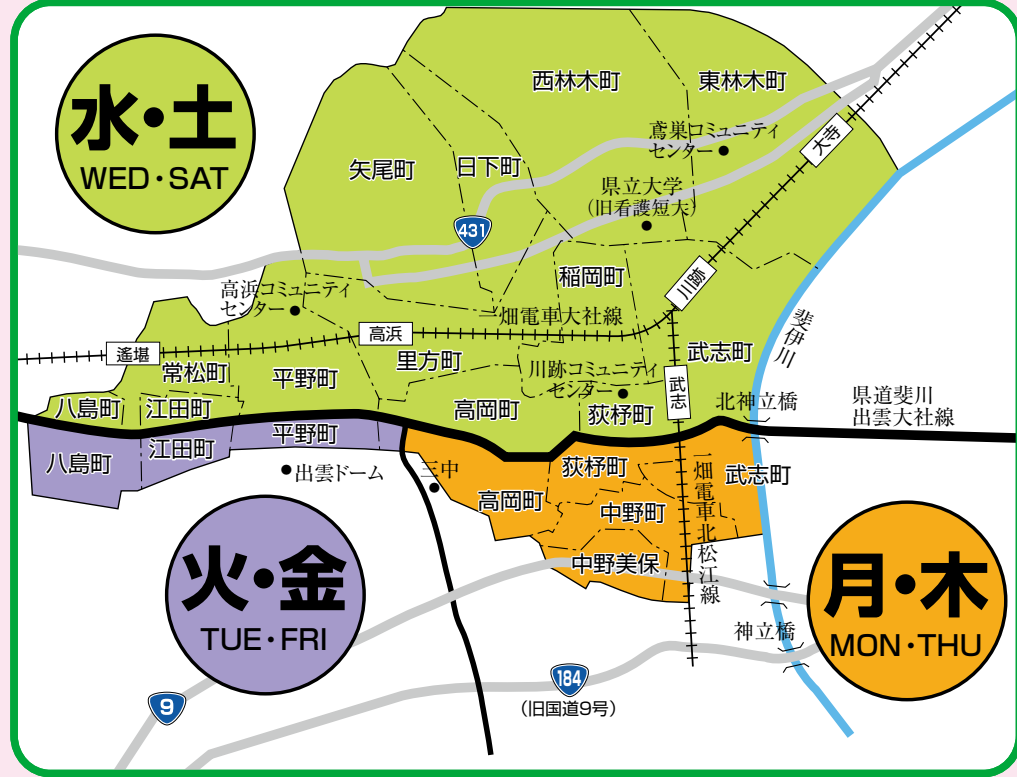 水・土
WED・SAT
西林木町
東林木町
鳶巣コミュニティ
センター
大寺
矢尾町
日下町
県立大学
(旧看護短大)
431
稲岡町
三跡
高浜コミュニティ
センター
一畑電車大社線
斐伊川
遙堪
高浜
里方町
武志町
常松町
平野町
川跡コミュニティ
センター
武志
八島町
江田町
高岡町
荻杼町
北神立橋
県道斐川
出雲大社線
八島町
江田町
平野町
出雲ドーム
三中
高岡町
荻杼町
中野町
武志町
一畑電車北松江線
中野美保
火・金
TUE・FRI
月・木
MON・THU
神立橋
9
184
(旧国道9号)